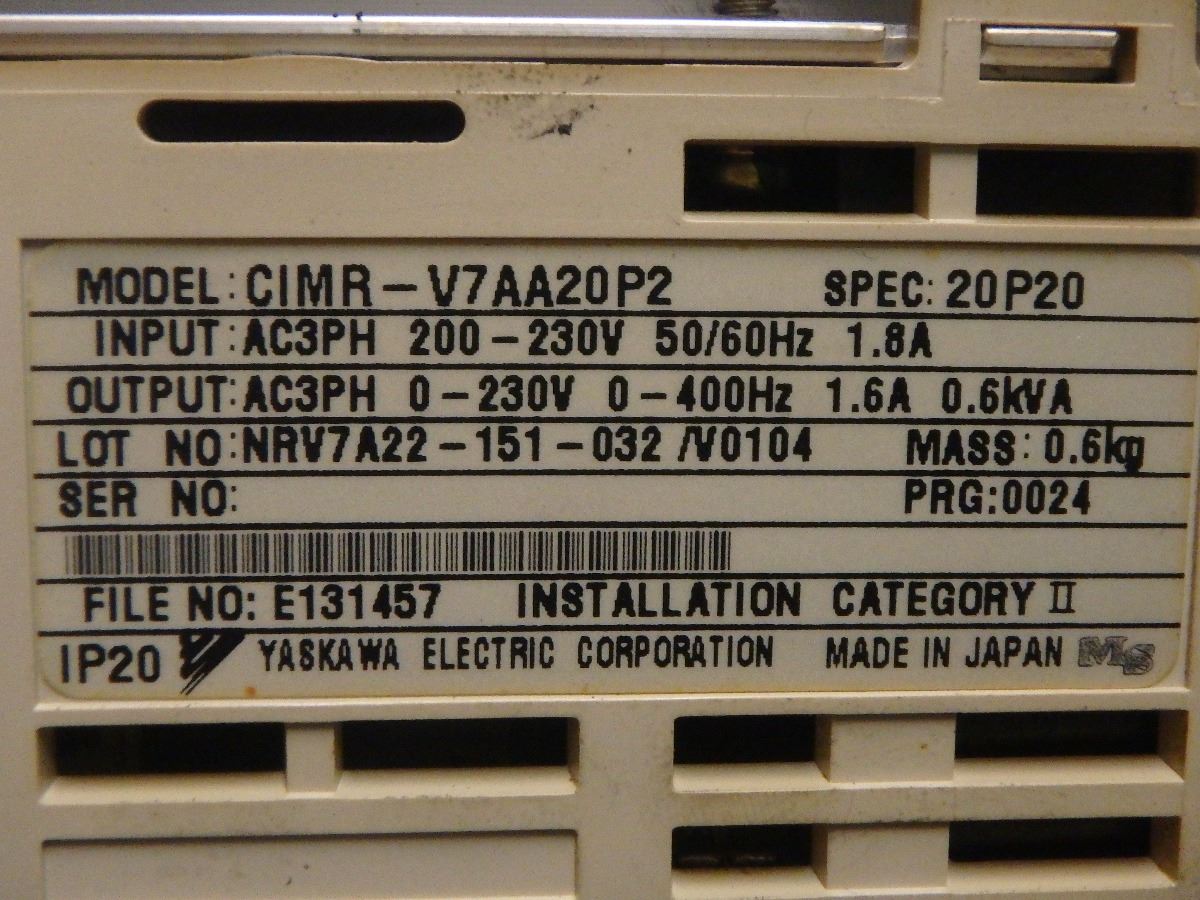 MODEL: CIMR-V7AA20P2 SPEC: 20P20
INPUT: AC3PH 200-230V 50/60Hz 1.8A
OUTPUT: AC3PH 0-230V 0-400Hz 1.6A 0.6kVA
LOT NO: NRV7A22-151-032 /V0104 MASS: 0.6kg
SER NO: PRG:0024
FILE NO: E131457 INSTALLATION CATEGORY II
IP20 YASKAWA ELECTRIC CORPORATION MADE IN JAPAN MS